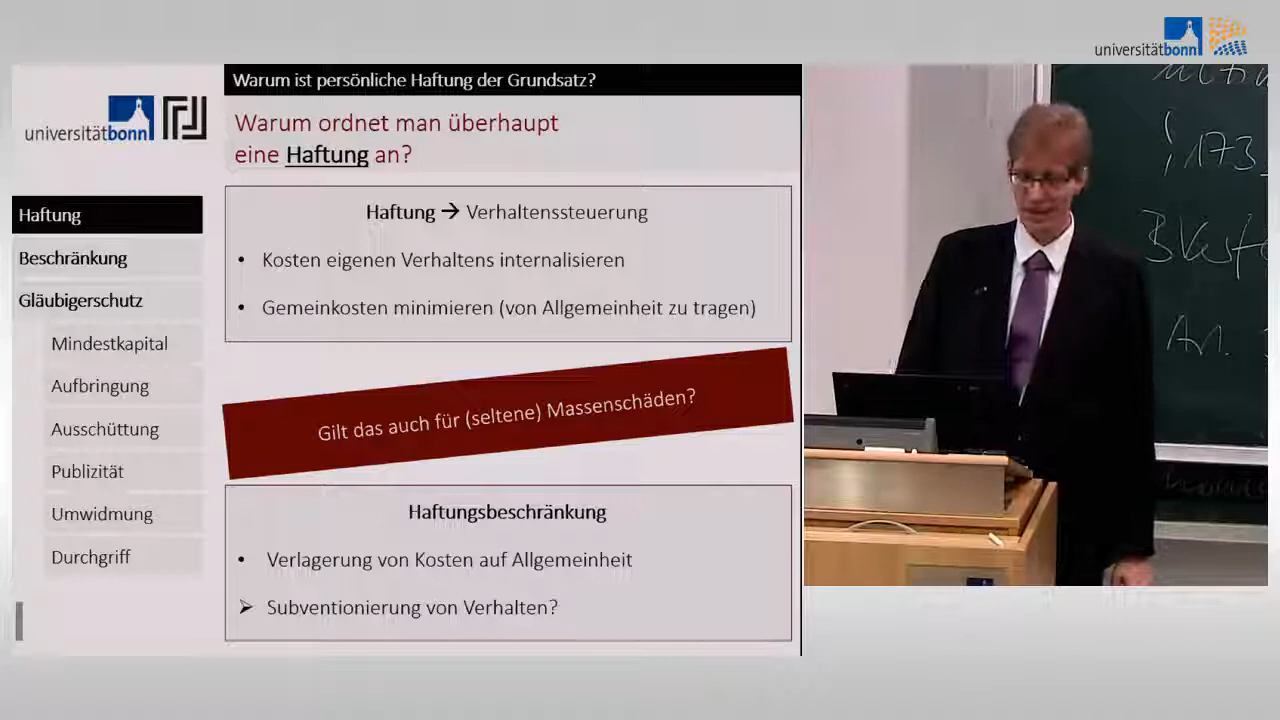 universitätbonn
universitätbonn
Warum ist persönliche Haftung der Grundsatz?
Warum ordnet man überhaupt
eine Haftung an?
Haftung
Beschränkung
Gläubigerschutz
Mindestkapital
Aufbringung
Ausschüttung
Publizität
Umwidmung
Durchgriff
Haftung → Verhaltenssteuerung
• Kosten eigenen Verhaltens internalisieren
• Gemeinkosten minimieren (von Allgemeinheit zu tragen)
Gilt das auch für (seltene) Massenschäden?
Haftungsbeschränkung
• Verlagerung von Kosten auf Allgemeinheit
➢ Subventionierung von Verhalten?
173